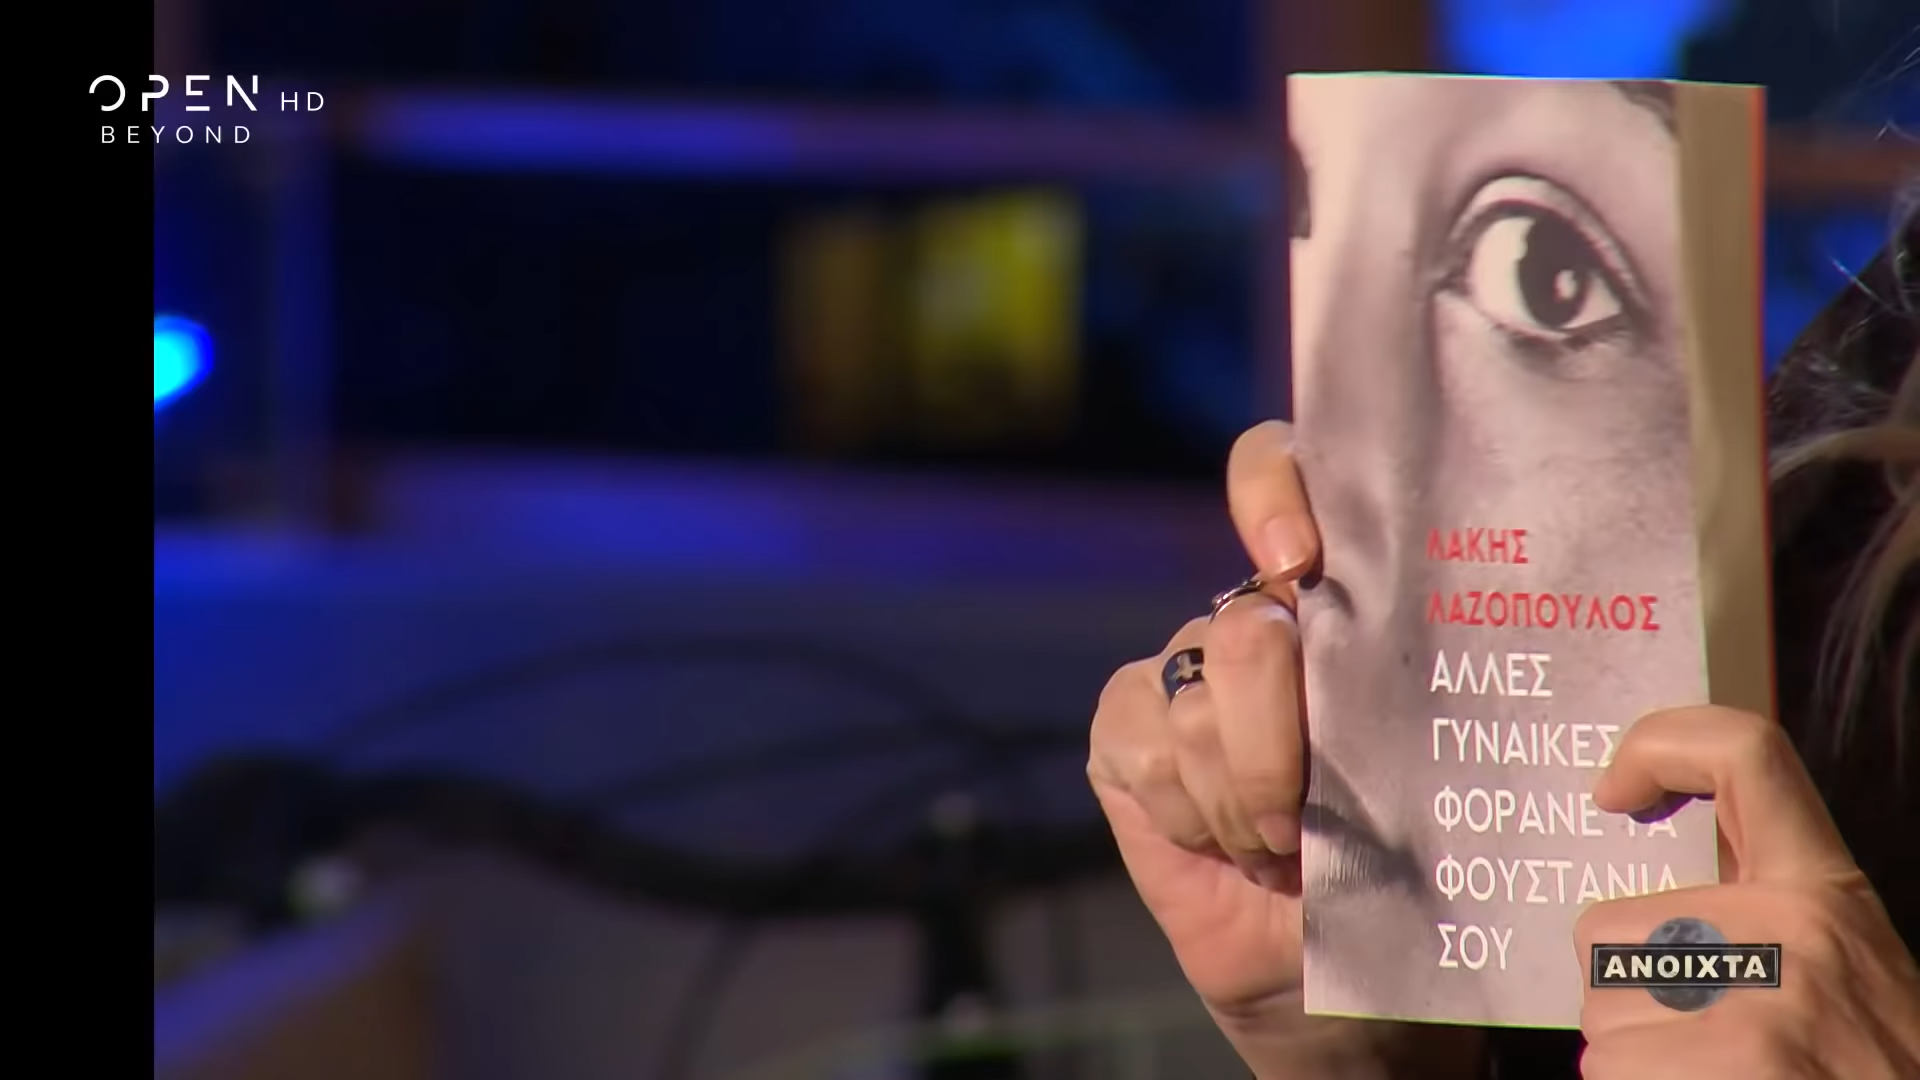 OPEN HD
BEYOND
ΛΑΚΗΣ
ΛΑΖΟΠΟΥΛΟΣ
ΑΛΛΕΣ
ΓΥΝΑΙΚΕΣ
ΦΟΡΑΝΕ ΤΑ
ΦΟΥΣΤΑΝΙΑ
ΣΟΥ
ΑΝΟΙΧΤΑ